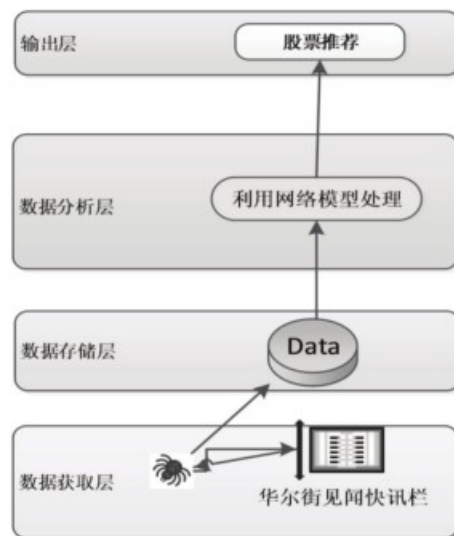 输出层
股票推荐
数据分析层
利用网络模型处理
数据存储层
Data
数据获取层
华尔街见闻快讯栏